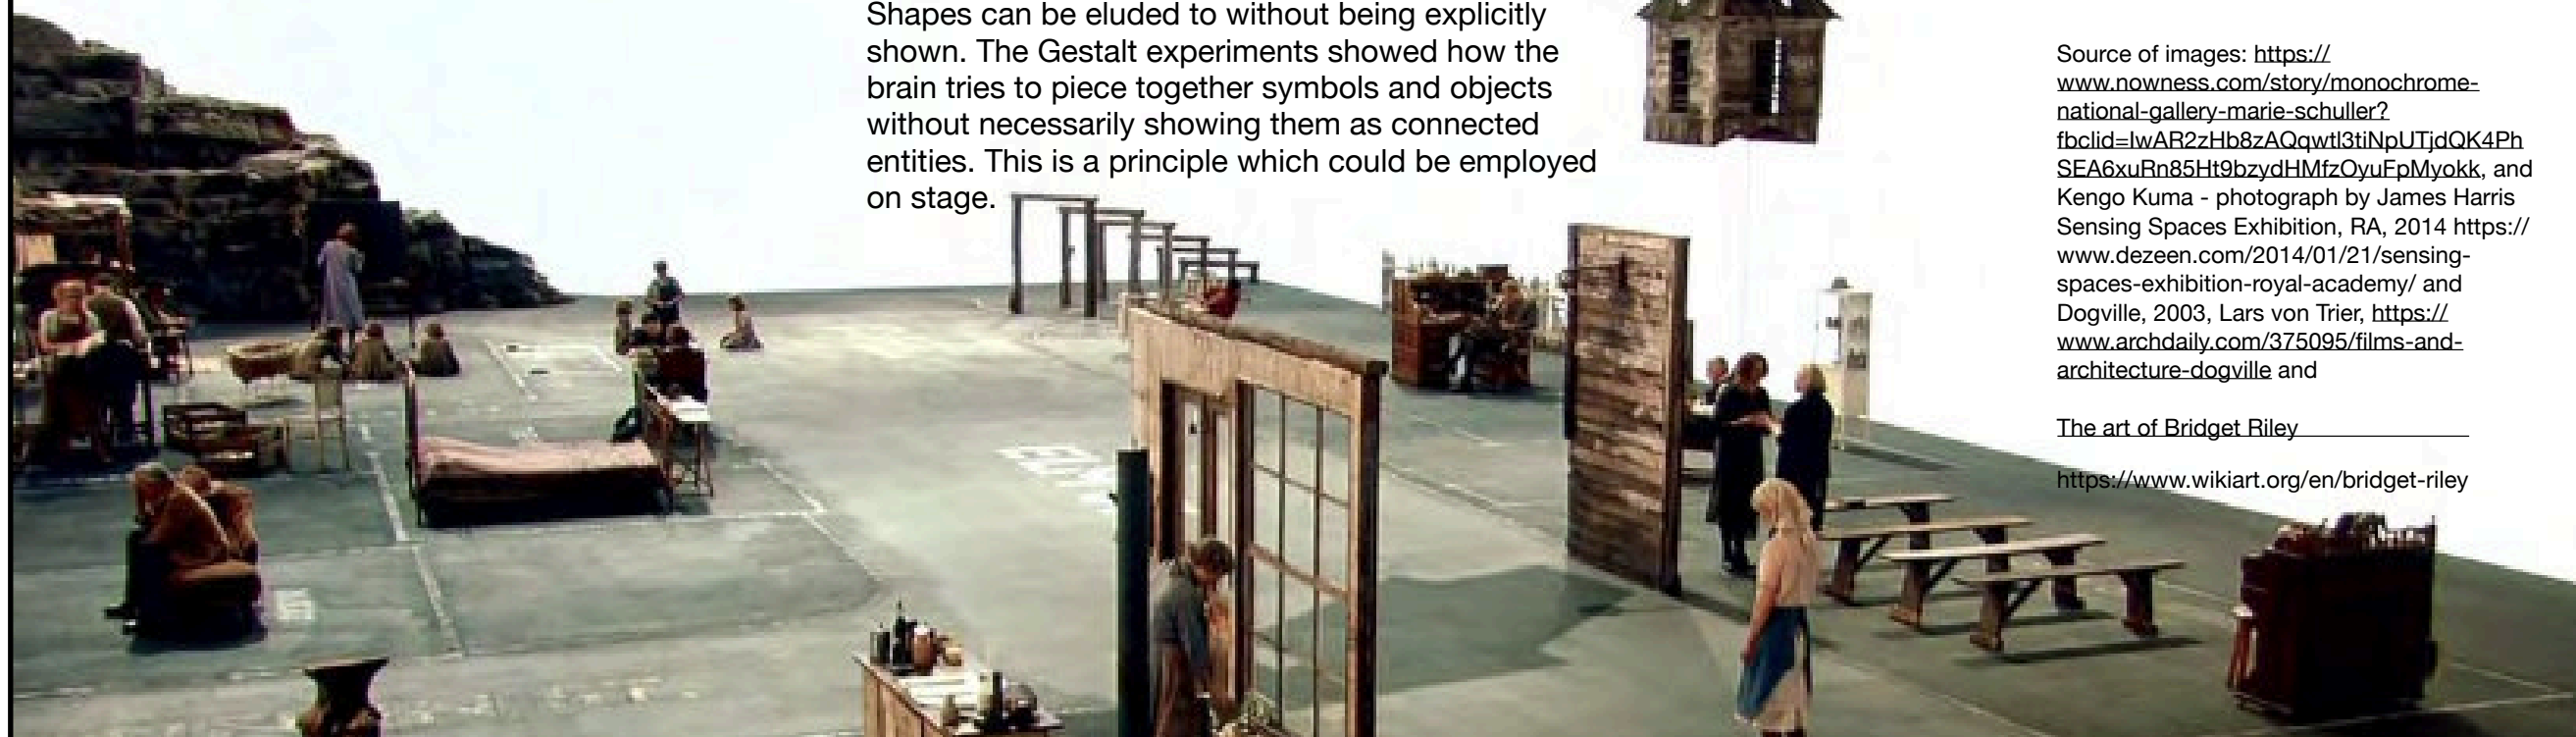 Shapes can be eluded to without being explicitly
shown. The Gestalt experiments showed how the
brain tries to piece together symbols and objects
without necessarily showing them as connected
entities. This is a principle which could be employed
on stage.
Source of images: https://
www.nowness.com/story/monochrome-
national-gallery-marie-schuller?
fbclid=IwAR2zHb8zAQqwtl3tiNpUTjdQK4Ph
SEA6xuRn85Ht9bzydHMfzOyuFpMyokk, and
Kengo Kuma - photograph by James Harris
Sensing Spaces Exhibition, RA, 2014 https://
www.dezeen.com/2014/01/21/sensing-
spaces-exhibition-royal-academy/ and
Dogville, 2003, Lars von Trier, https://
www.archdaily.com/375095/films-and-
architecture-dogville and
The art of Bridget Riley
https://www.wikiart.org/en/bridget-riley